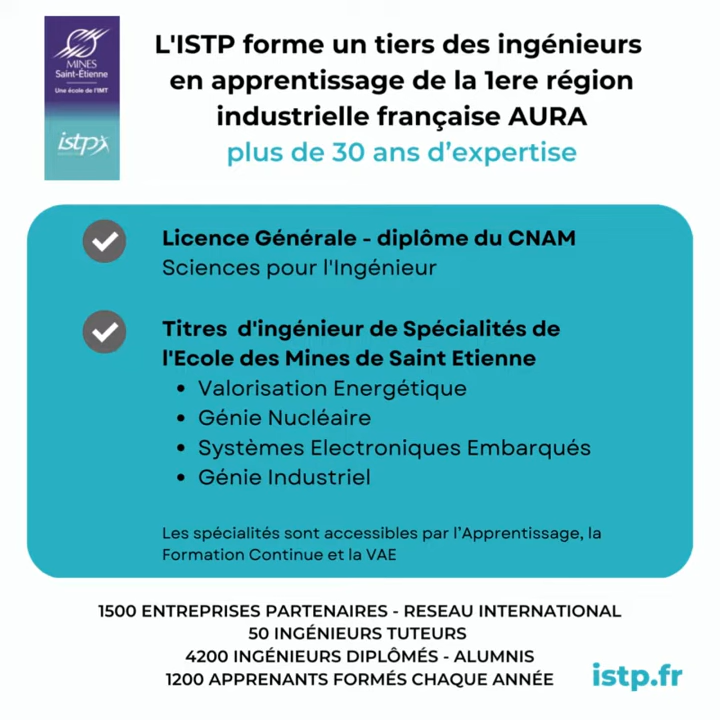 MINES
Saint-Étienne
Une école de l'IMT
istp
L'ISTP forme un tiers des ingénieurs
en apprentissage de la 1ere région
industrielle française AURA
plus de 30 ans d'expertise
Licence Générale - diplôme du CNAM
Sciences pour l'Ingénieur
Titres d'ingénieur de Spécialités de
l'Ecole des Mines de Saint Etienne
• Valorisation Energétique
• Génie Nucléaire
• Systèmes Electroniques Embarqués
• Génie Industriel
Les spécialités sont accessibles par l'Apprentissage, la
Formation Continue et la VAE
1500 ENTREPRISES PARTENAIRES - RESEAU INTERNATIONAL
50 INGÉNIEURS TUTEURS
4200 INGÉNIEURS DIPLÔMÉS - ALUMNIS
1200 APPRENANTS FORMÉS CHAQUE ANNÉE
istp.fr